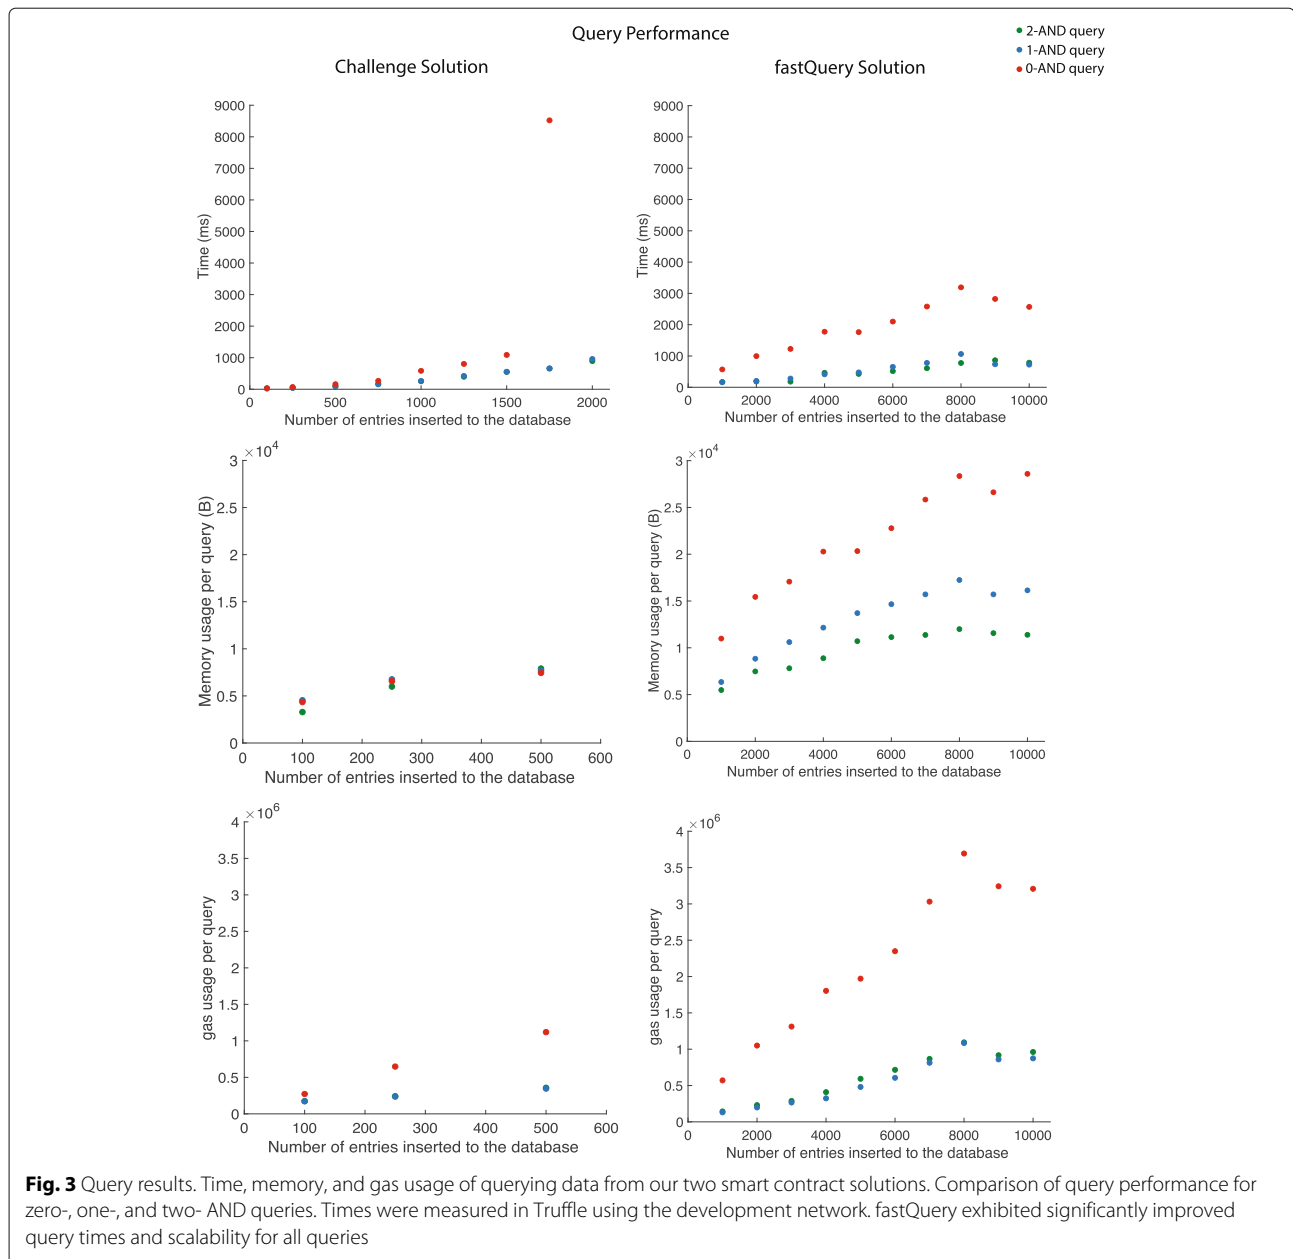 Query Performance
2-AND query
1-AND query
0-AND query
Challenge Solution
fastQuery Solution
9000
8000
7000
6000
5000
4000
3000
2000
1000
0
Time (ms)
0 500 1000 1500 2000
Number of entries inserted to the database
9000
8000
7000
6000
5000
4000
3000
2000
1000
0
Time (ms)
0 2000 4000 6000 8000 10000
Number of entries inserted to the database
×10^4
3
2.5
2
1.5
1
0.5
0
Memory usage per query (B)
0 100 200 300 400 500 600
Number of entries inserted to the database
×10^4
3
2.5
2
1.5
1
0.5
0
Memory usage per query (B)
0 2000 4000 6000 8000 10000
Number of entries inserted to the database
×10^6
4
3.5
3
2.5
2
1.5
1
0.5
0
gas usage per query
0 100 200 300 400 500 600
Number of entries inserted to the database
×10^6
4
3.5
3
2.5
2
1.5
1
0.5
0
gas usage per query
0 2000 4000 6000 8000 10000
Number of entries inserted to the database
Fig. 3 Query results. Time, memory, and gas usage of querying data from our two smart contract solutions. Comparison of query performance for
zero-, one-, and two- AND queries. Times were measured in Truffle using the development network. fastQuery exhibited significantly improved
query times and scalability for all queries